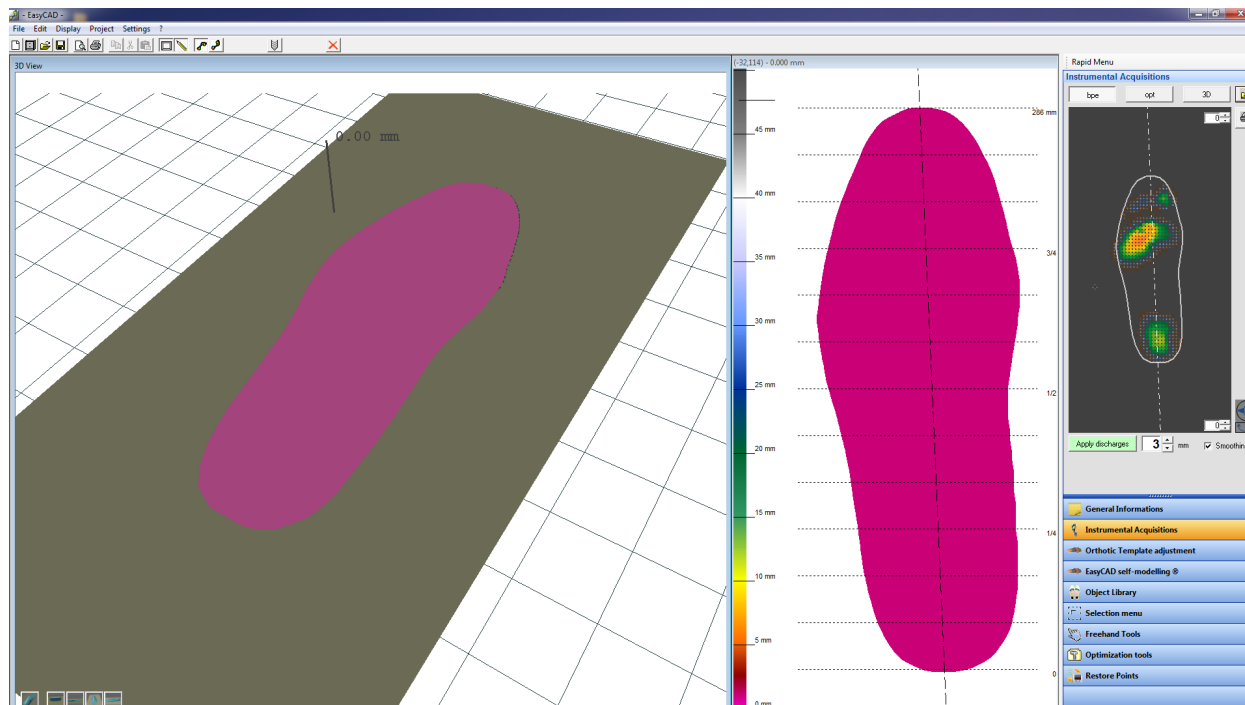 - EasyCAD -
File Edit Display Project Settings ?
3D View
0.00 mm
(-32,114) - 0.000 mm
45 mm
40 mm
35 mm
30 mm
25 mm
20 mm
15 mm
10 mm
5 mm
0 mm
286 mm
3/4
1/2
1/4
0
Rapid Menu
Instrumental Acquisitions
bpe opt 3D
0
0
Apply discharges 3 mm Smoothin
General Informations
Instrumental Acquisitions
Orthotic Template adjustment
EasyCAD self-modelling ®
Object Library
Selection menu
Freehand Tools
Optimization tools
Restore Points